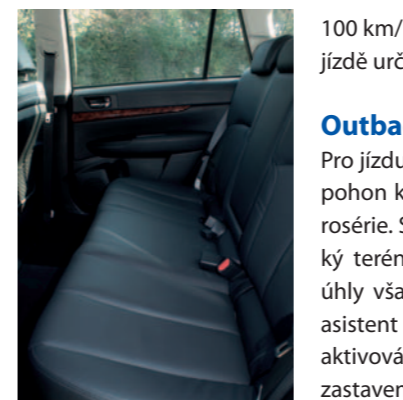 100 km/
jízdě urč
Outba
Pro jízdu
pohon k
rosérie. S
ký terén
úhly vša
asistent
aktivová
zastaven